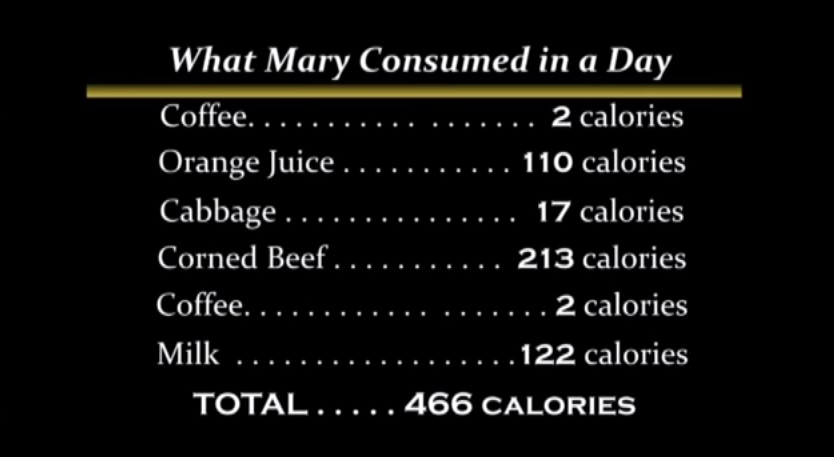 What Mary Consumed in a Day
Coffee. . . . . . . . . . . . . . . . . . . 2 calories
Orange Juice . . . . . . . . . . . 110 calories
Cabbage . . . . . . . . . . . . . . . 17 calories
Corned Beef . . . . . . . . . . . 213 calories
Coffee. . . . . . . . . . . . . . . . . . . . 2 calories
Milk . . . . . . . . . . . . . . . . . . 122 calories
TOTAL . . . . . 466 CALORIES